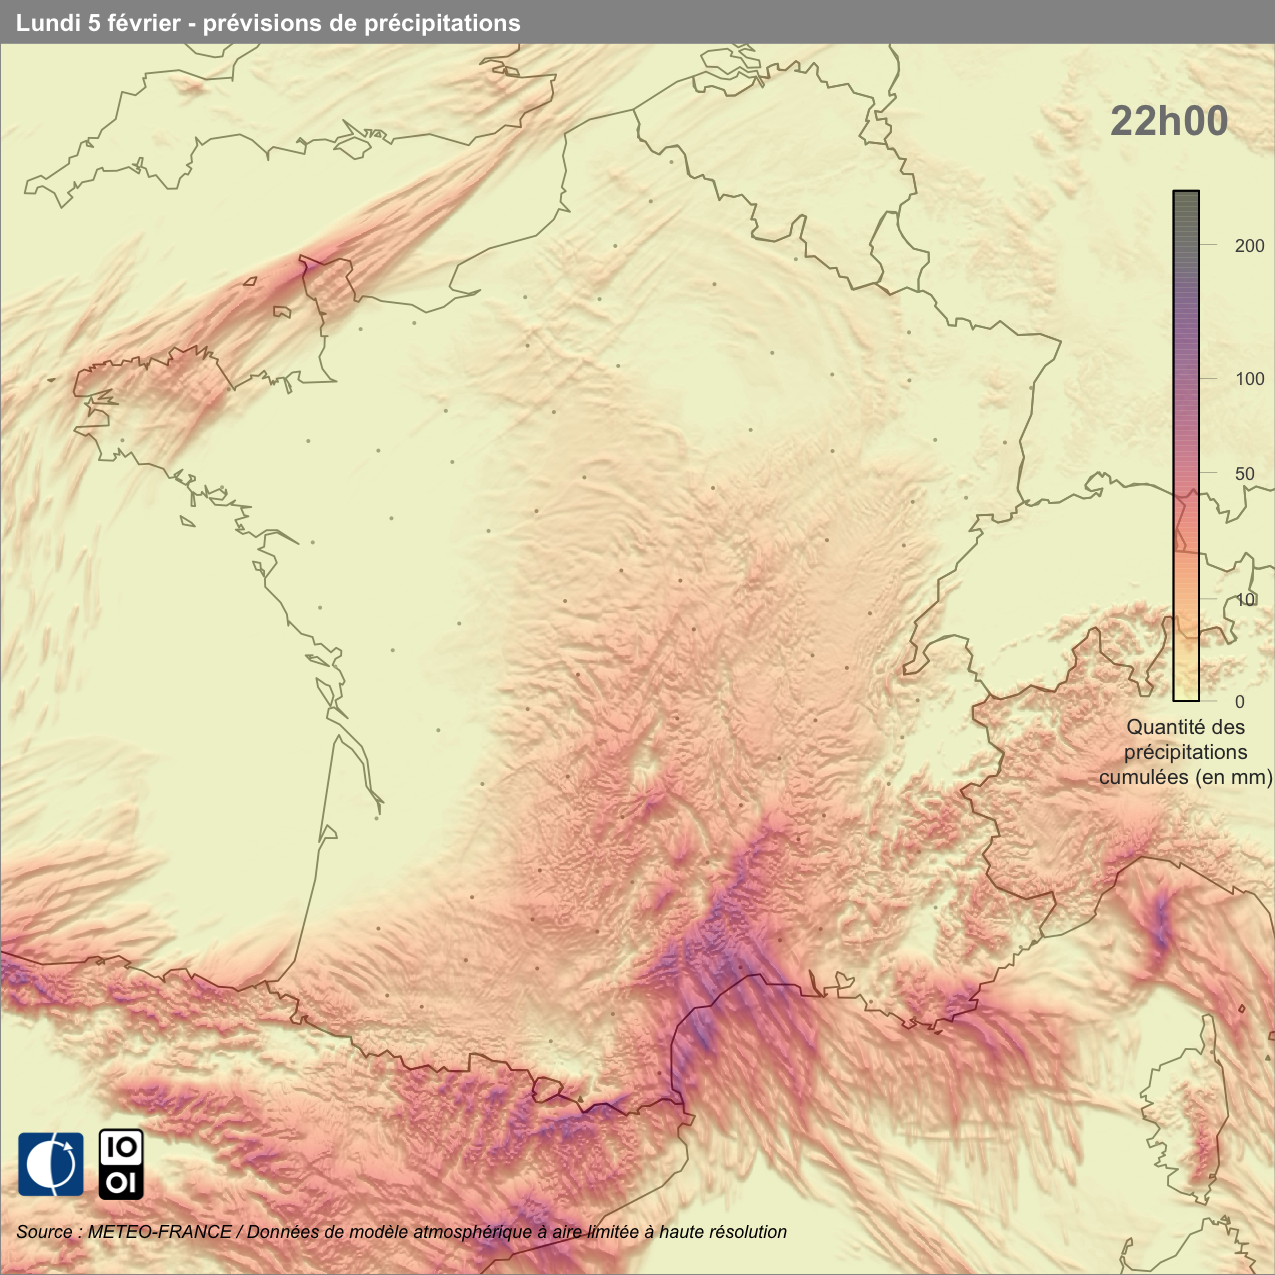 Lundi 5 février - prévisions de précipitations
22h00
200
100
50
10
0
Quantité des
précipitations
cumulées (en mm)
IO
OI
Source : METEO-FRANCE / Données de modèle atmosphérique à aire limitée à haute résolution